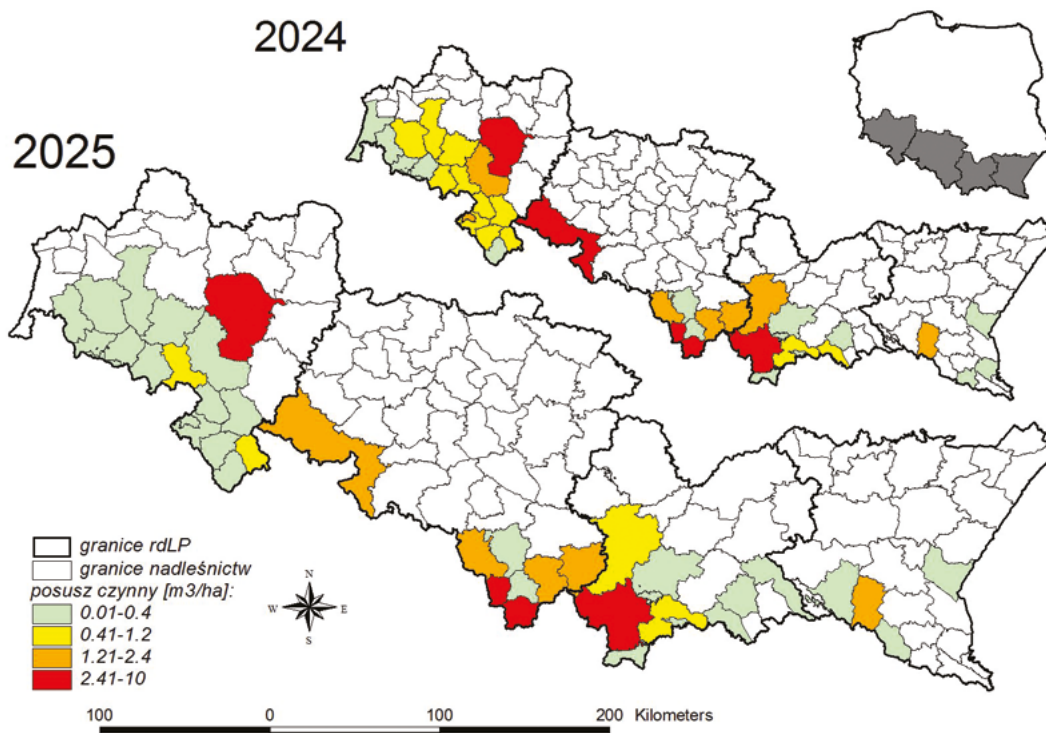 2024
2025
granice rdLP
granice nadleśnictw
posusz czynny [m3/ha]:
0.01-0.4
0.41-1.2
1.21-2.4
2.41-10
N
W E
S
100 0 100 200 Kilometers